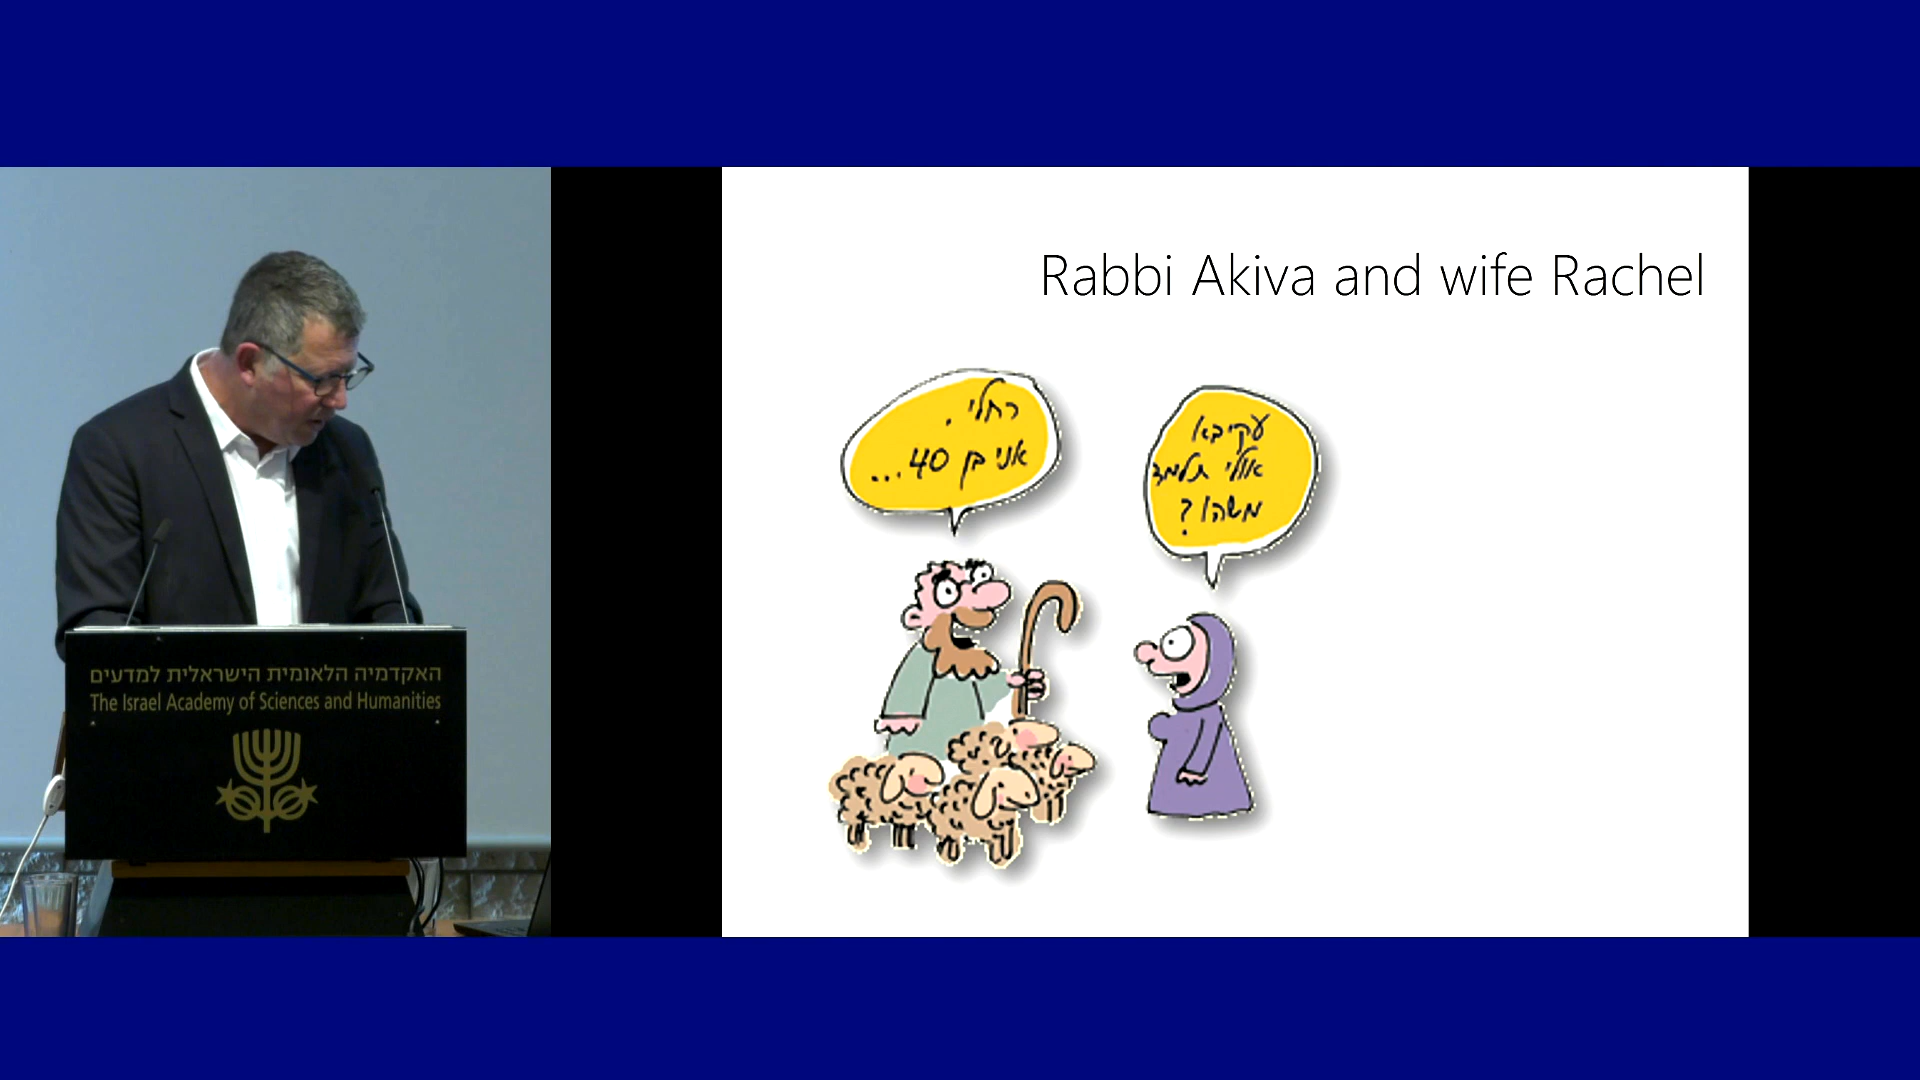 האקדמיה הלאומית הישראלית למדעים
The Israel Academy of Sciences and Humanities
Rabbi Akiva and wife Rachel
עקיבא
אולי תלמד
משהו?
רחלי.
אני בן 40...